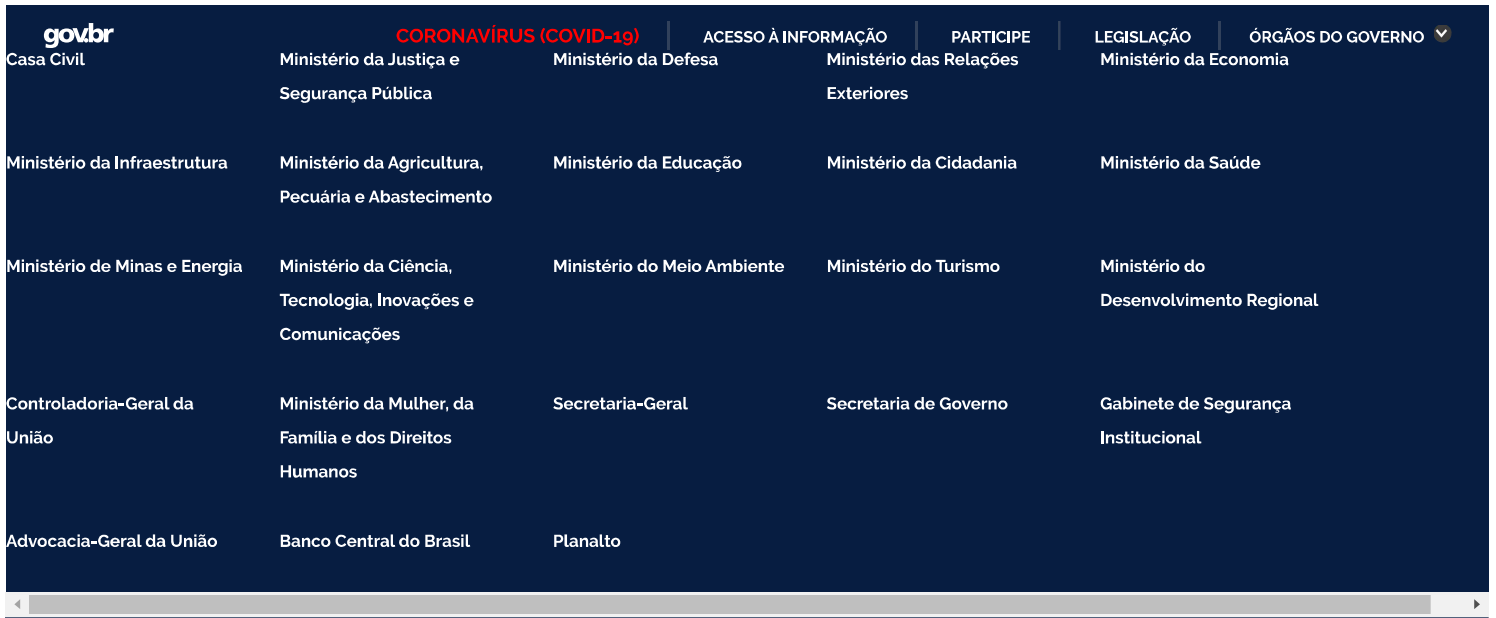 gov.br
CORONAVÍRUS (COVID-19)
ACESSO À INFORMAÇÃO
PARTICIPE
LEGISLAÇÃO
ÓRGÃOS DO GOVERNO
Casa Civil
Ministério da Justiça e
Segurança Pública
Ministério da Defesa
Ministério das Relações
Exteriores
Ministério da Economia
Ministério da Infraestrutura
Ministério da Agricultura,
Pecuária e Abastecimento
Ministério da Educação
Ministério da Cidadania
Ministério da Saúde
Ministério de Minas e Energia
Ministério da Ciência,
Tecnologia, Inovações e
Comunicações
Ministério do Meio Ambiente
Ministério do Turismo
Ministério do
Desenvolvimento Regional
Controladoria-Geral da
União
Ministério da Mulher, da
Família e dos Direitos
Humanos
Secretaria-Geral
Secretaria de Governo
Gabinete de Segurança
Institucional
Advocacia-Geral da União
Banco Central do Brasil
Planalto